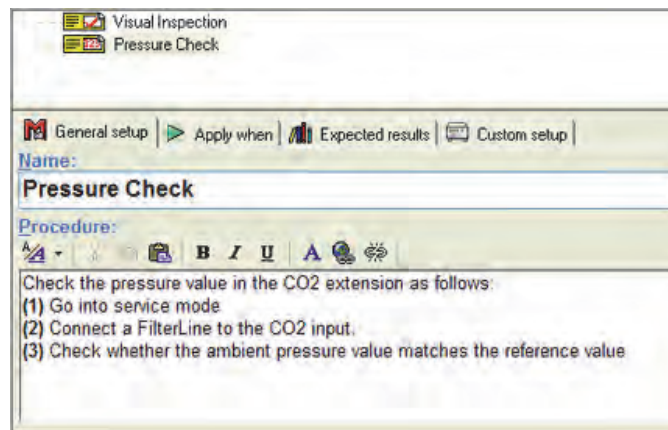 Visual Inspection
Pressure Check
General setup Apply when Expected results Custom setup
Name:
Pressure Check
Procedure:
B I U A
Check the pressure value in the CO2 extension as follows:
(1) Go into service mode
(2) Connect a FilterLine to the CO2 input.
(3) Check whether the ambient pressure value matches the reference value